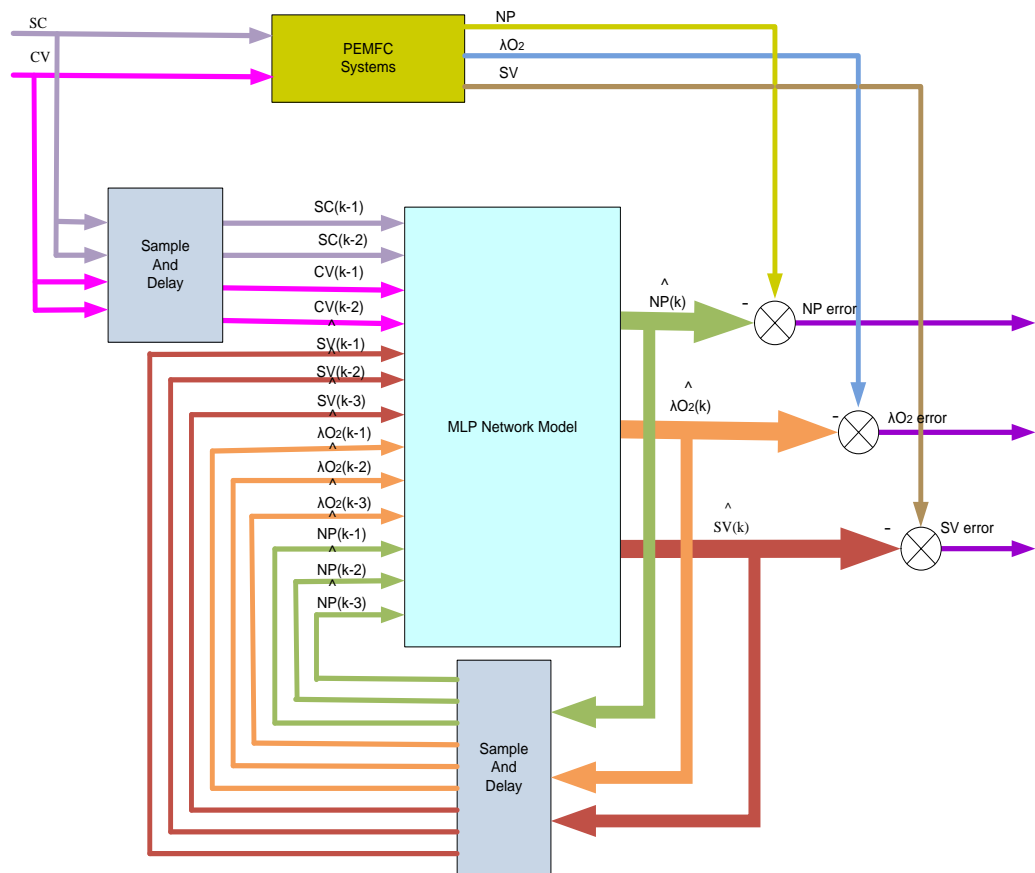 SC
CV
PEMFC
Systems
NP
λO₂
SV
Sample
And
Delay
SC(k-1)
SC(k-2)
CV(k-1)
CV(k-2)
^
SV(k-1)
^
SV(k-2)
^
SV(k-3)
^
λO₂(k-1)
^
λO₂(k-2)
^
λO₂(k-3)
^
NP(k-1)
^
NP(k-2)
^
NP(k-3)
MLP Network Model
^
NP(k)
-
NP error
^
λO₂(k)
-
λO₂ error
^
SV(k)
-
SV error
Sample
And
Delay